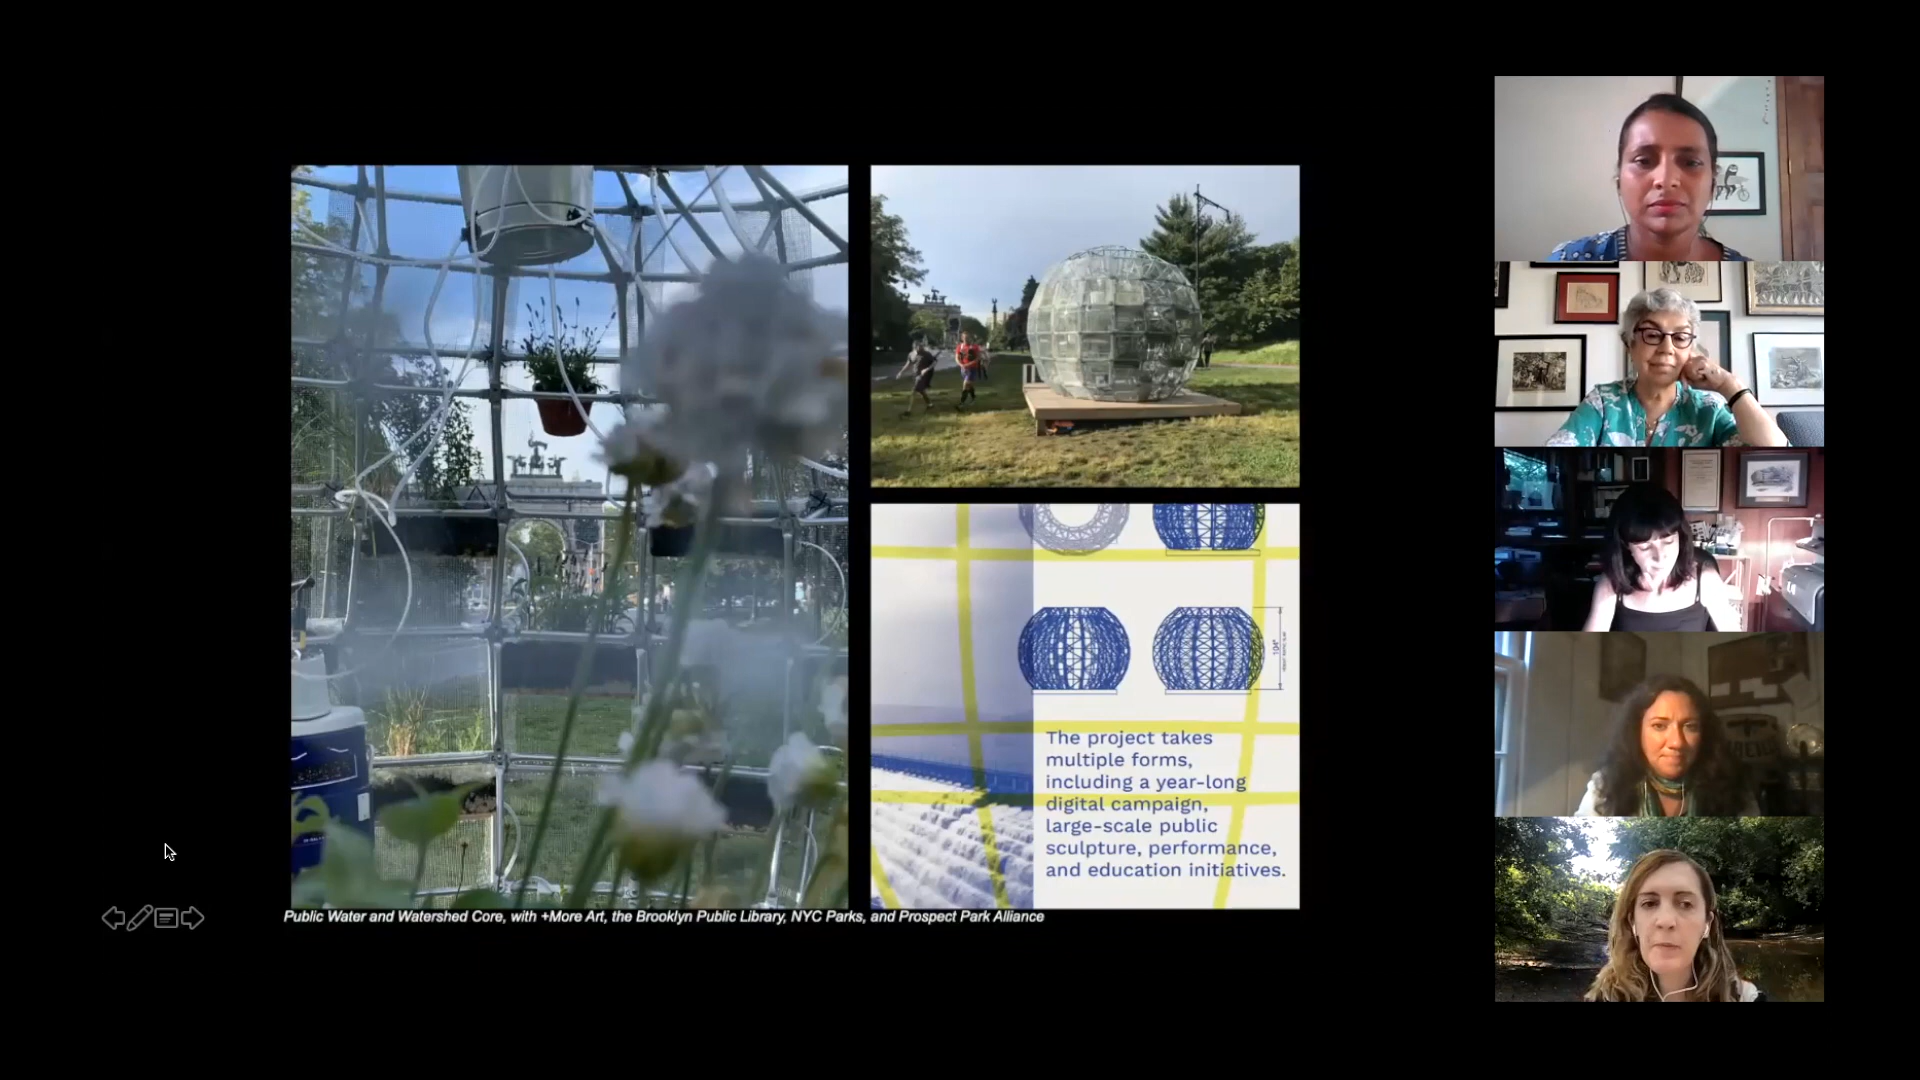 104"
The project takes
multiple forms,
including a year-long
digital campaign,
large-scale public
sculpture, performance,
and education initiatives.
Public Water and Watershed Core, with +More Art, the Brooklyn Public Library, NYC Parks, and Prospect Park Alliance